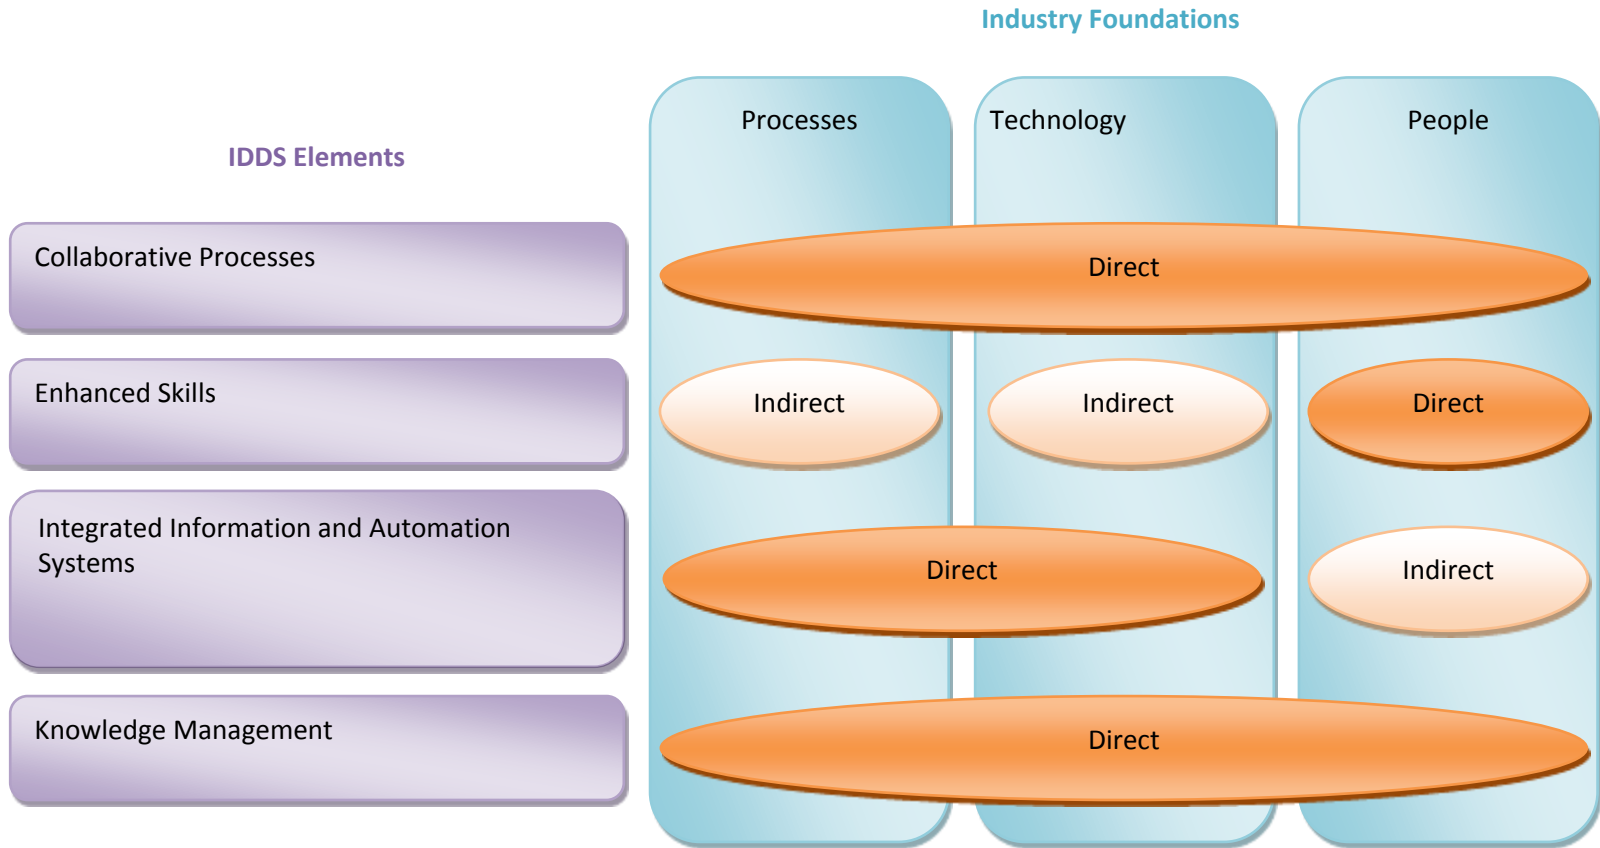 Industry Foundations
Processes
Technology
People
IDDS Elements
Collaborative Processes
Direct
Enhanced Skills
Indirect
Indirect
Direct
Integrated Information and Automation
Systems
Direct
Indirect
Knowledge Management
Direct